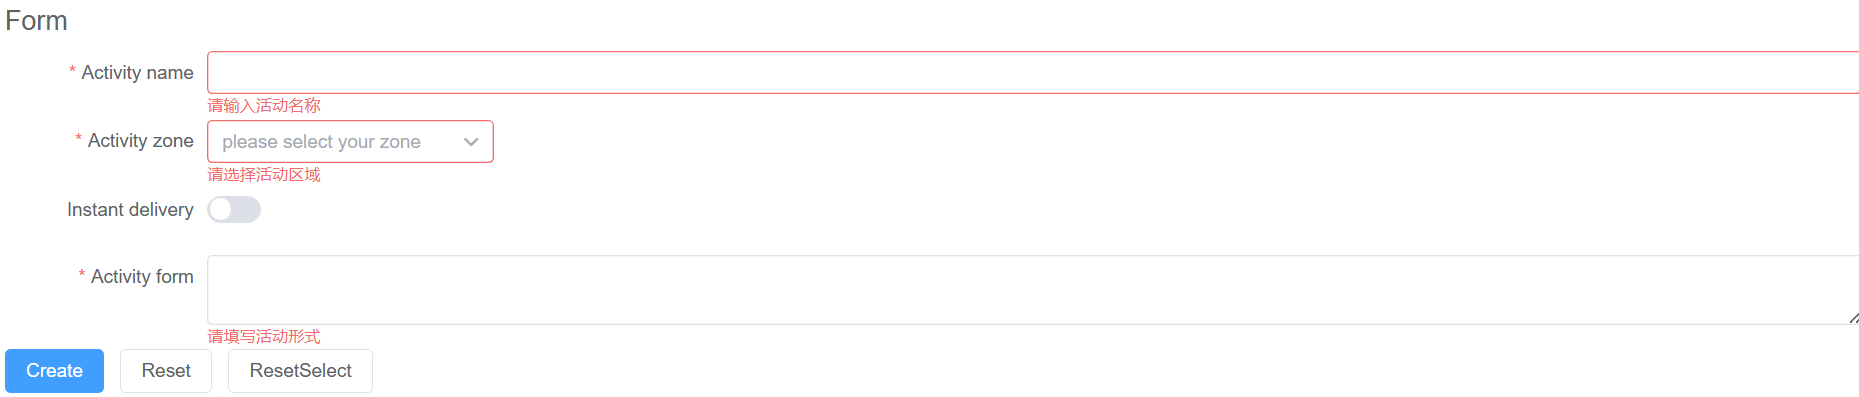 Form
* Activity name
请输入活动名称
* Activity zone please select your zone
请选择活动区域
Instant delivery
* Activity form
请填写活动形式
Create Reset ResetSelect